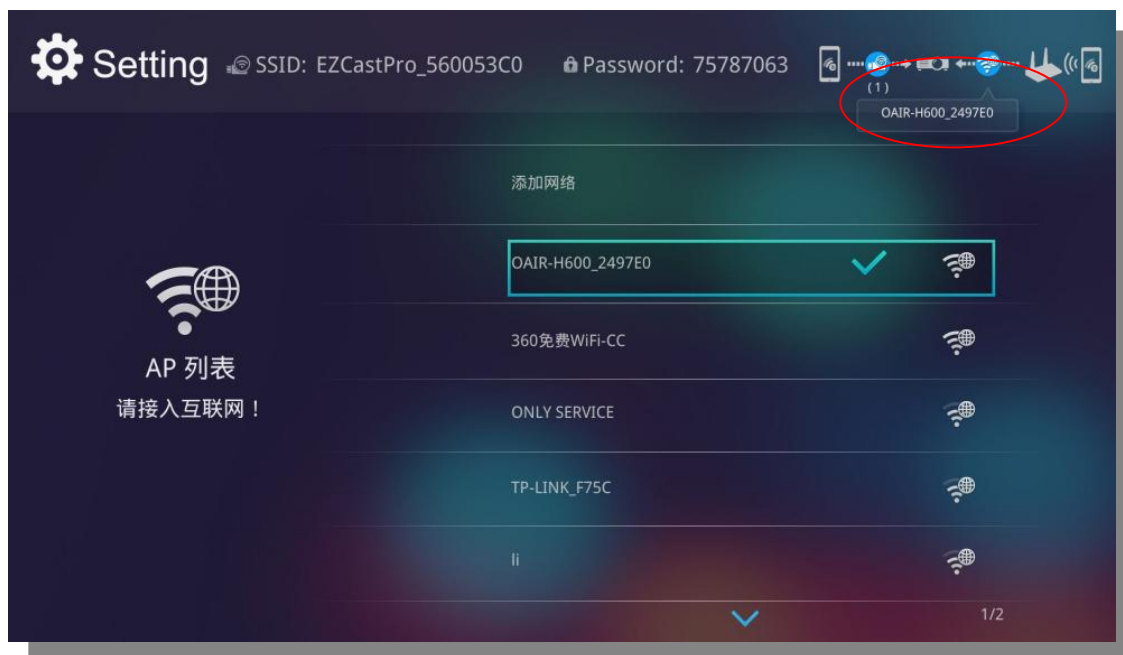 Setting SSID: EZCastPro_560053C0 Password: 75787063
(1)
OAIR-H600_2497E0
添加网络
OAIR-H600_2497E0
360免费WiFi-CC
AP 列表
请接入互联网！
ONLY SERVICE
TP-LINK_F75C
li
1/2